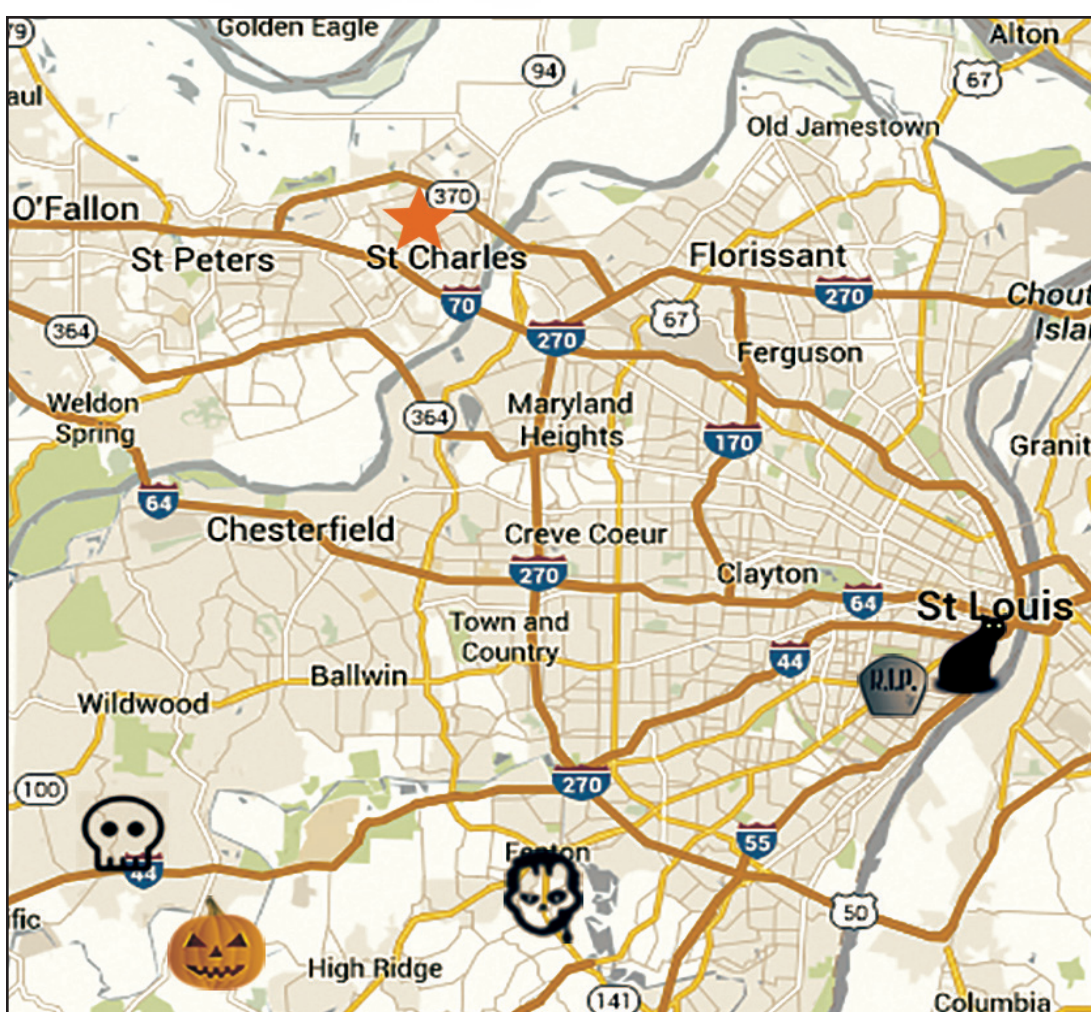 79
Golden Eagle
Alton
94
67
aul
Old Jamestown
370
O'Fallon
St Peters
St Charles
Florissant
70
270
Chout
Islan
67
364
270
Ferguson
Weldon
Spring
364
Maryland
Heights
170
Granit
64
Chesterfield
Creve Coeur
270
Clayton
64
St Louis
Town and
Country
44
Ballwin
R.I.P.
Wildwood
270
100
55
Fenton
44
50
ific
High Ridge
141
Columbia